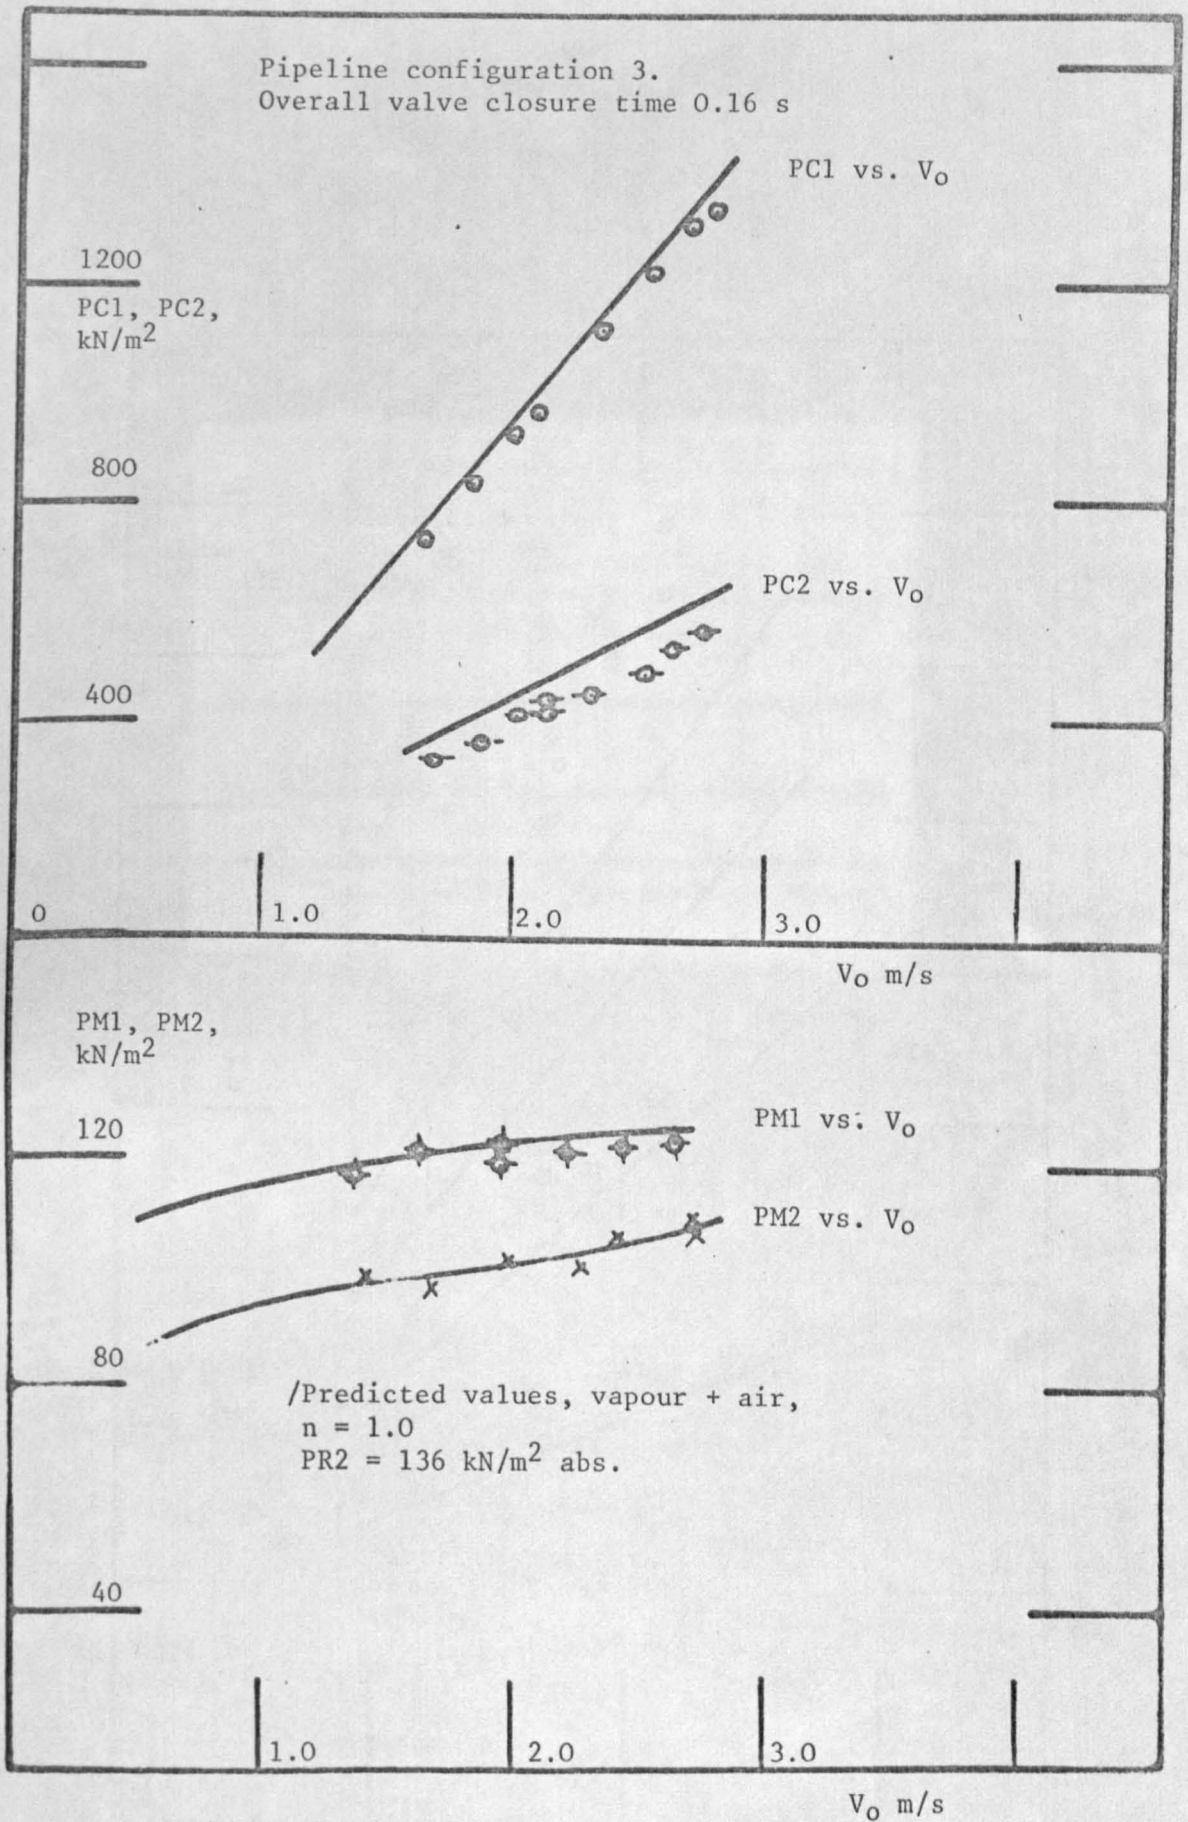 Pipeline configuration 3.
Overall valve closure time 0.16 s
PC1 vs. Vo
1200
PC1, PC2,
kN/m2
800
PC2 vs. Vo
400
0
1.0
2.0
3.0
Vo m/s
PM1, PM2,
kN/m2
PM1 vs. Vo
120
PM2 vs. Vo
80
/Predicted values, vapour + air,
n = 1.0
PR2 = 136 kN/m2 abs.
40
1.0
2.0
3.0
Vo m/s